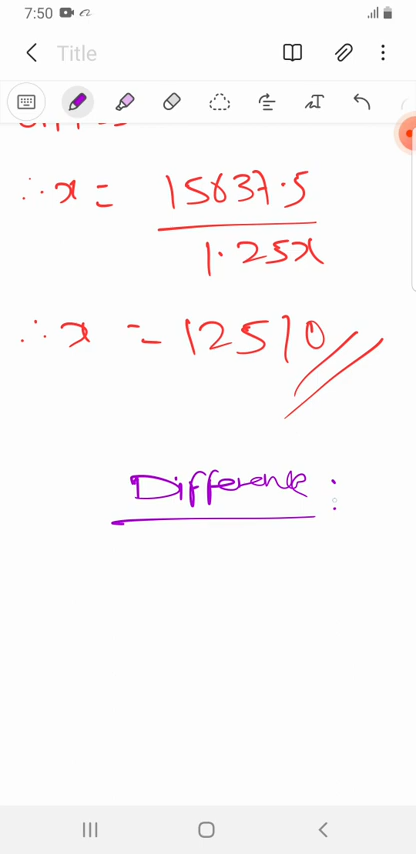 7:50
Title
∴ x = 15637.5
1.25x
∴ x = 12510
Difference :